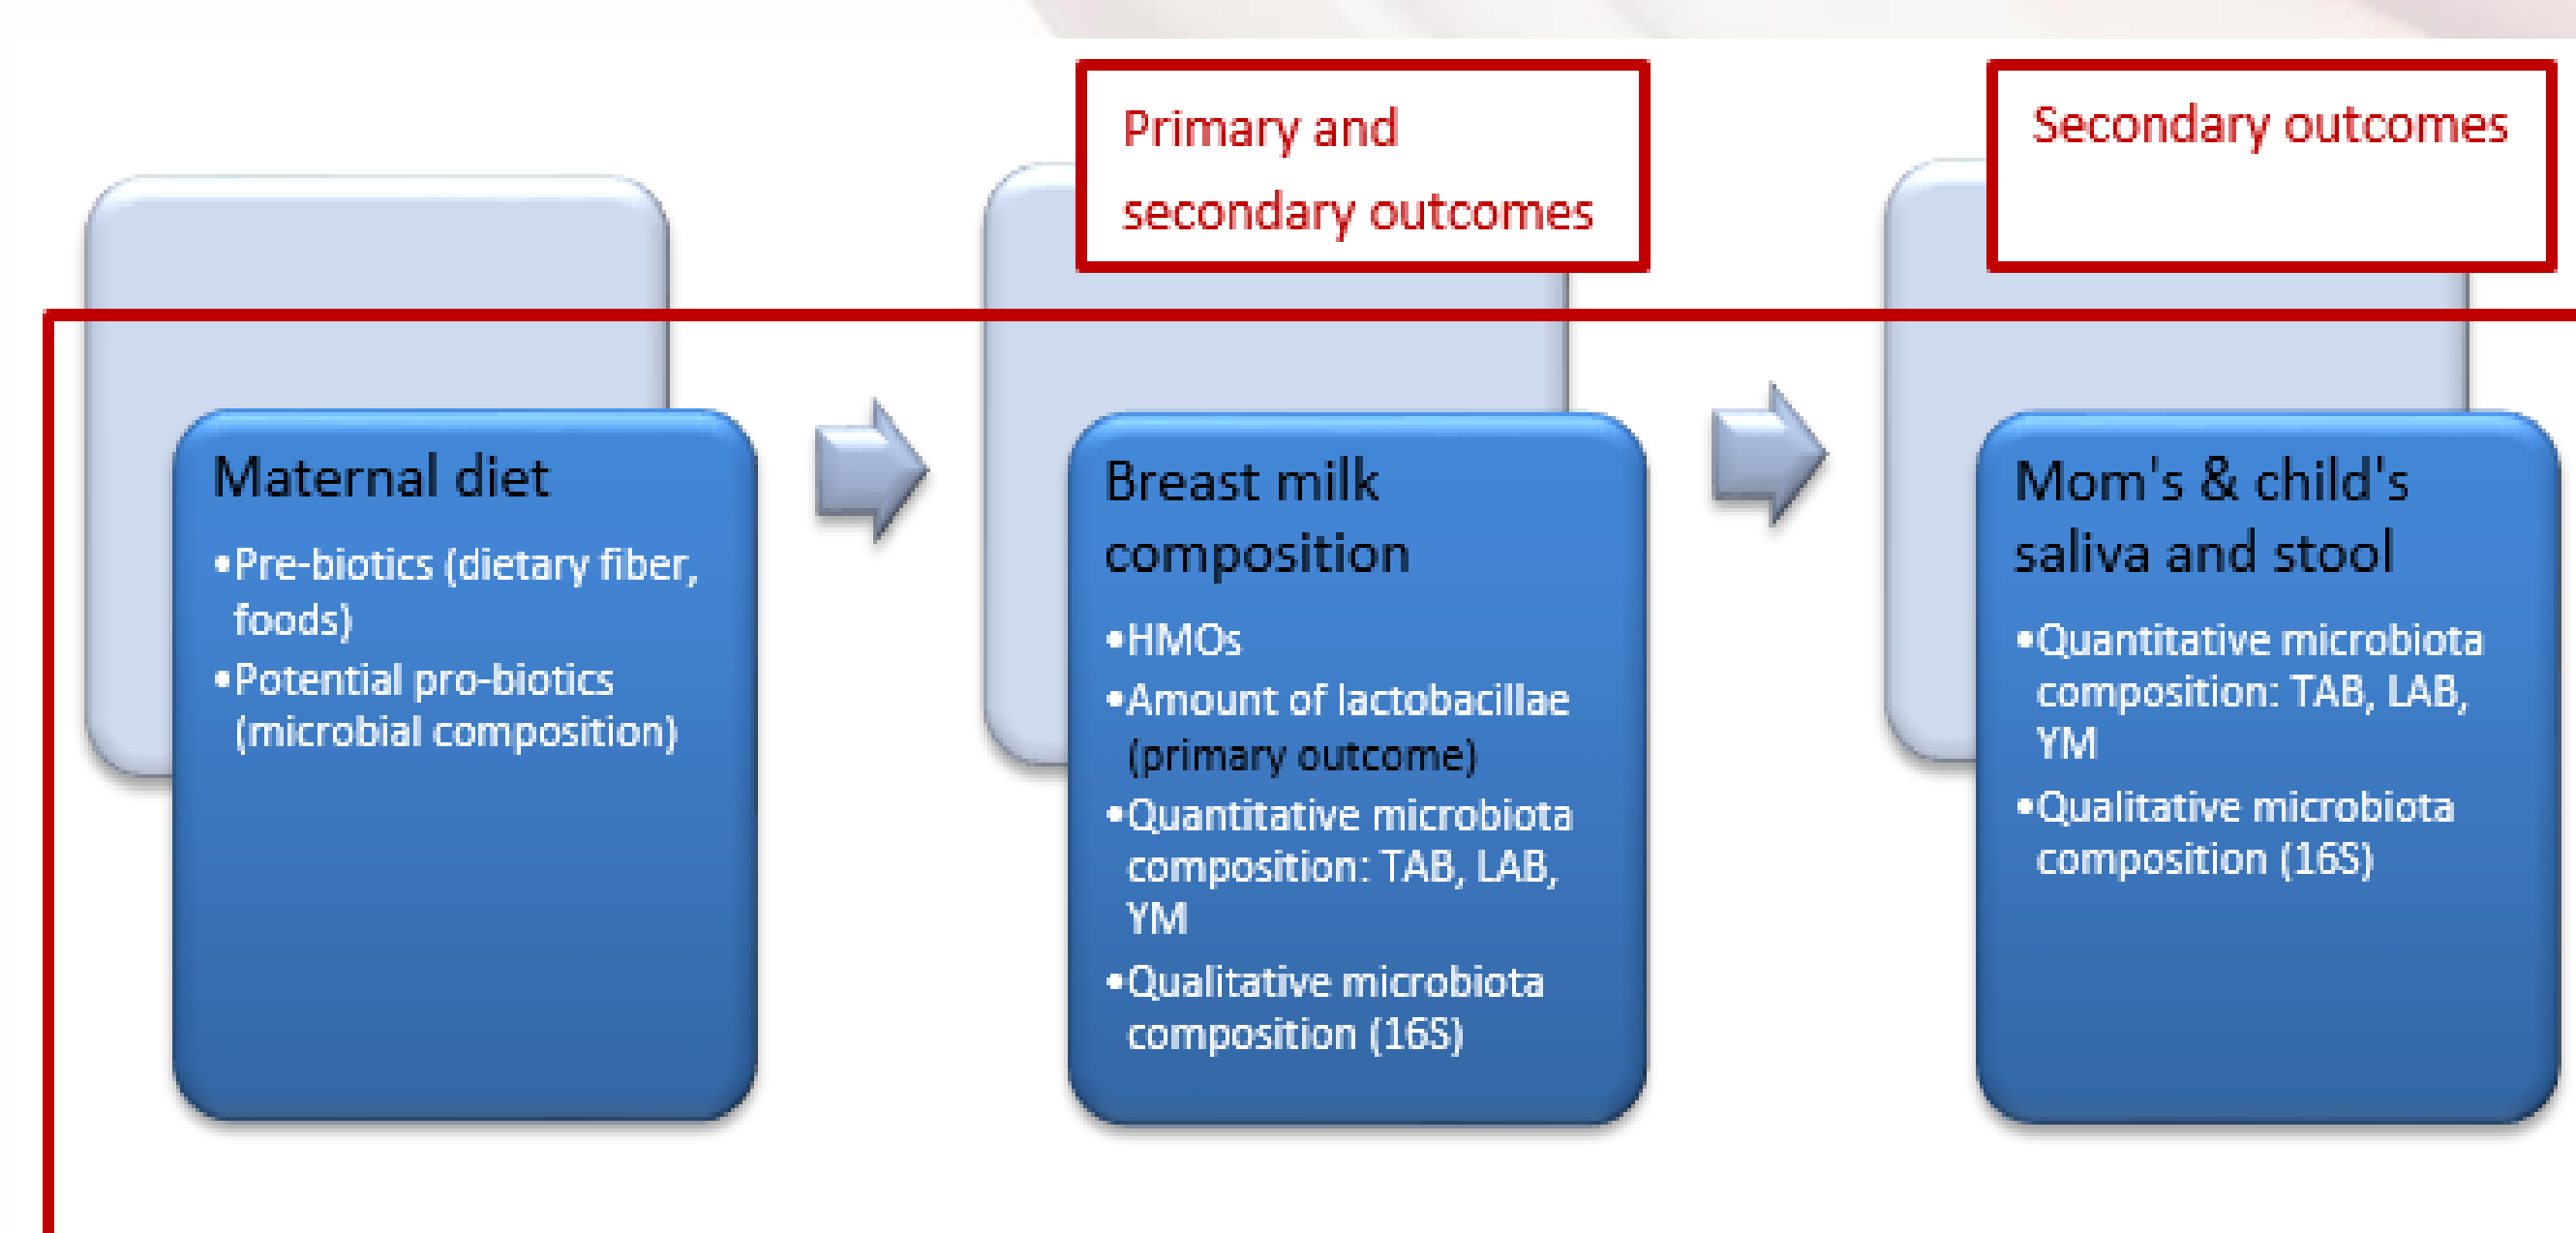 Primary and
secondary outcomes
Secondary outcomes
Maternal diet
•Pre-biotics (dietary fiber,
foods)
•Potential pro-biotics
(microbial composition)
Breast milk
composition
•HMOs
•Amount of lactobacillae
(primary outcome)
•Quantitative microbiota
composition: TAB, LAB,
YM
•Qualitative microbiota
composition (16S)
Mom's & child's
saliva and stool
•Quantitative microbiota
composition: TAB, LAB,
YM
•Qualitative microbiota
composition (16S)